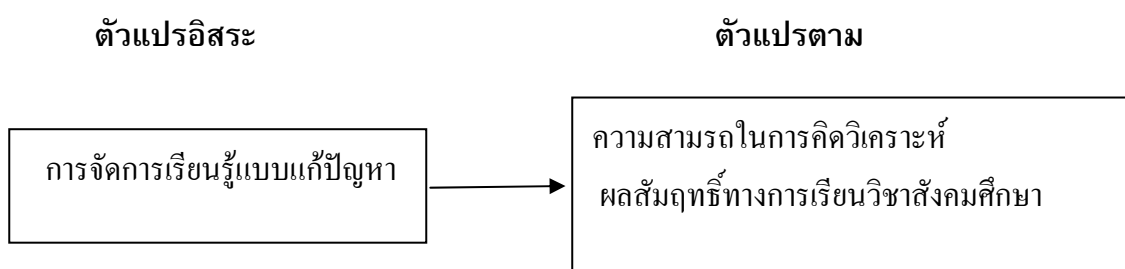 ตัวแปรอิสระ
ตัวแปรตาม
การจัดการเรียนรู้แบบแก้ปัญหา
ความสามรถในการคิดวิเคราะห์
ผลสัมฤทธิ์ทางการเรียนวิชาสังคมศึกษา